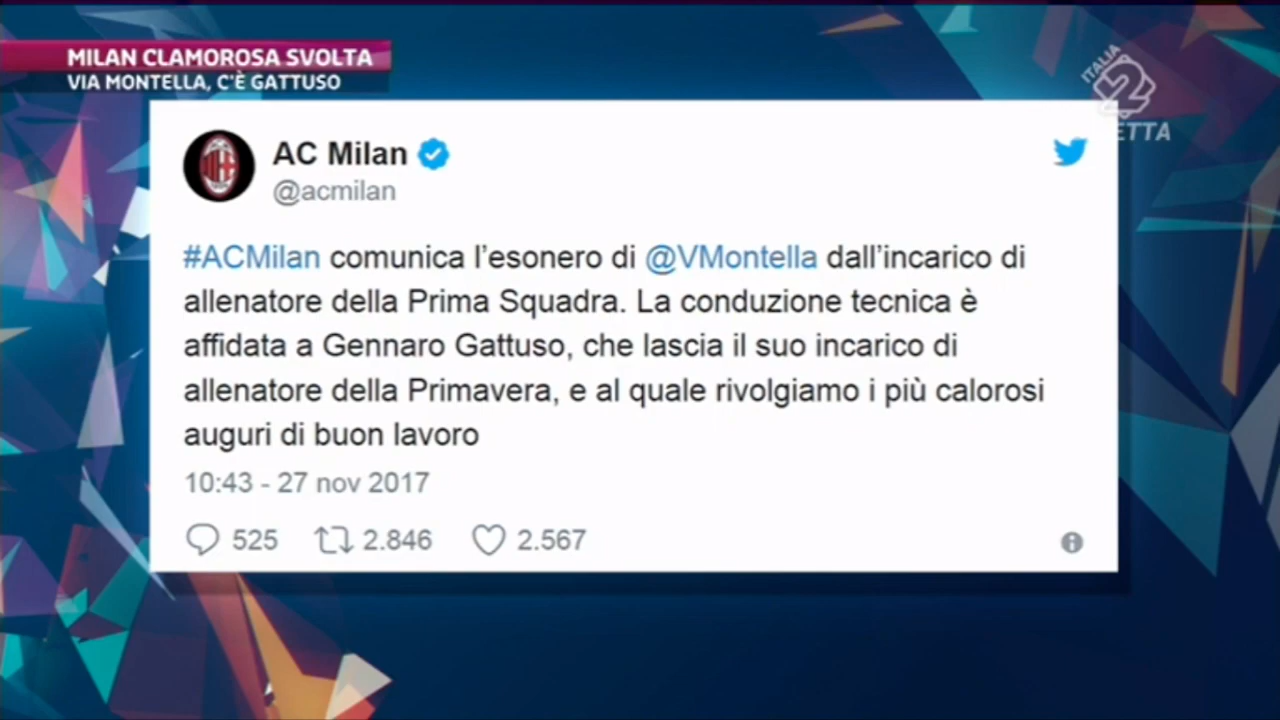 MILAN CLAMOROSA SVOLTA
VIA MONTELLA, C'È GATTUSO
ITALIA
2
AC Milan
@acmilan
#ACMilan comunica l'esonero di @VMontella dall'incarico di
allenatore della Prima Squadra. La conduzione tecnica è
affidata a Gennaro Gattuso, che lascia il suo incarico di
allenatore della Primavera, e al quale rivolgiamo i più calorosi
auguri di buon lavoro
10:43 - 27 nov 2017
525 2.846 2.567